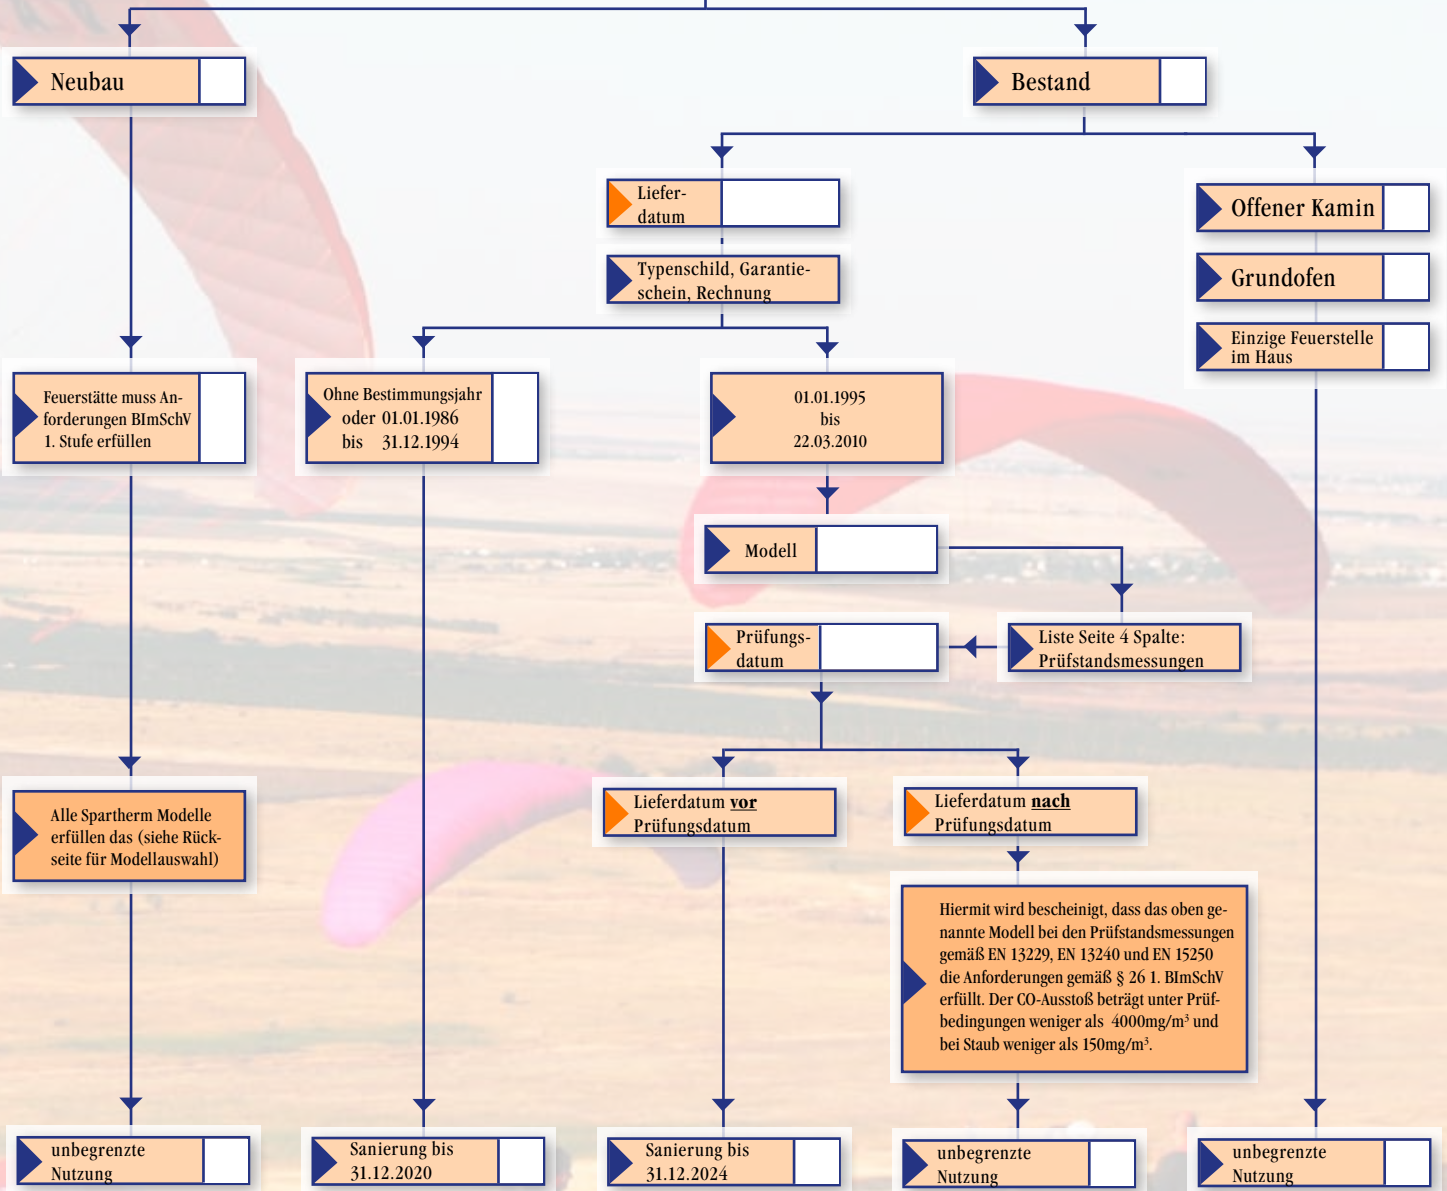 Neubau
Bestand
Liefer-
datum
Typenschild, Garantie-
schein, Rechnung
Offener Kamin
Grundofen
Einzige Feuerstelle
im Haus
Feuerstätte muss An-
forderungen BImSchV
1. Stufe erfüllen
Ohne Bestimmungsjahr
oder 01.01.1986
bis 31.12.1994
01.01.1995
bis
22.03.2010
Modell
Liste Seite 4 Spalte:
Prüfstandsmessungen
Prüfungs-
datum
Alle Spartherm Modelle
erfüllen das (siehe Rück-
seite für Modellauswahl)
Lieferdatum vor
Prüfungsdatum
Lieferdatum nach
Prüfungsdatum
Hiermit wird bescheinigt, dass das oben ge-
nannte Modell bei den Prüfstandsmessungen
gemäß EN 13229, EN 13240 und EN 15250
die Anforderungen gemäß § 26 1. BImSchV
erfüllt. Der CO-Ausstoß beträgt unter Prüf-
bedingungen weniger als 4000mg/m³ und
bei Staub weniger als 150mg/m³.
unbegrenzte
Nutzung
Sanierung bis
31.12.2020
Sanierung bis
31.12.2024
unbegrenzte
Nutzung
unbegrenzte
Nutzung